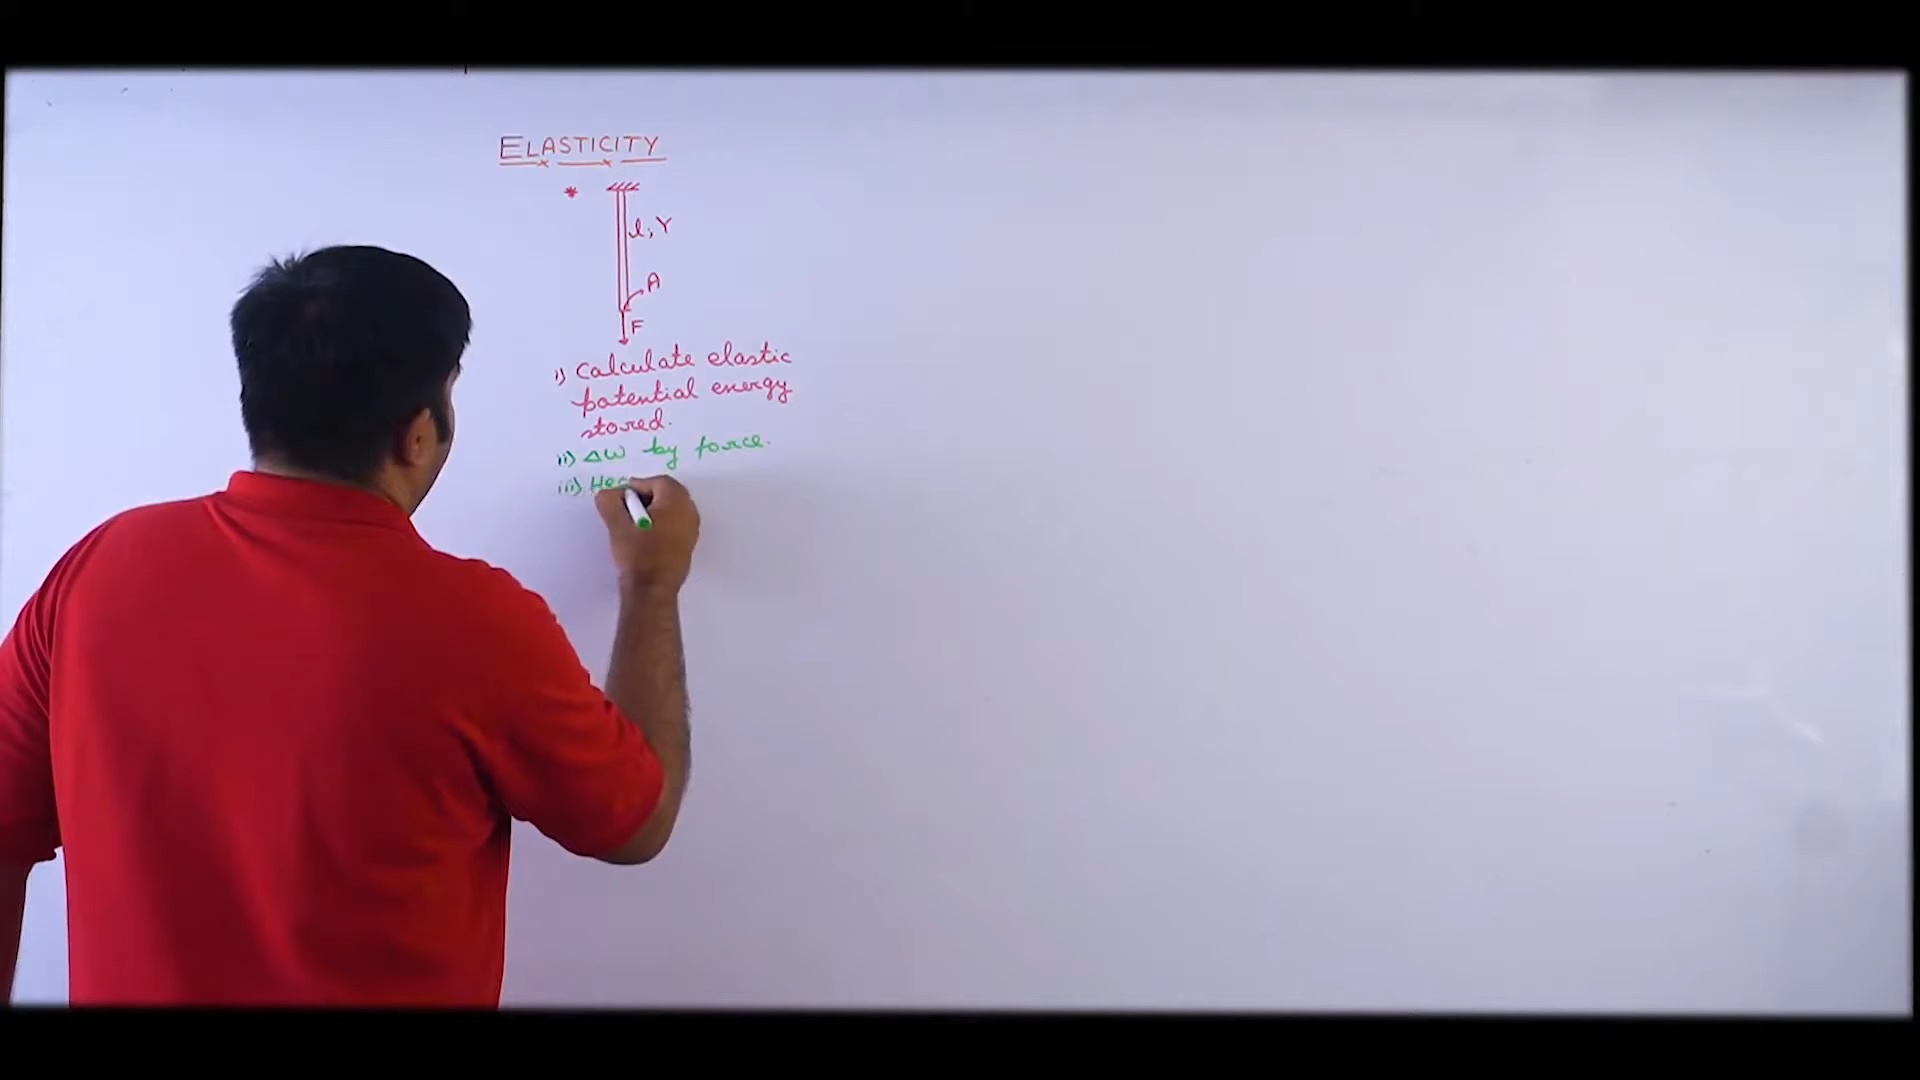 ELASTICITY
*
l, Y
A
F
i) Calculate elastic
potential energy
stored.
ii) ΔW by force.
iii)